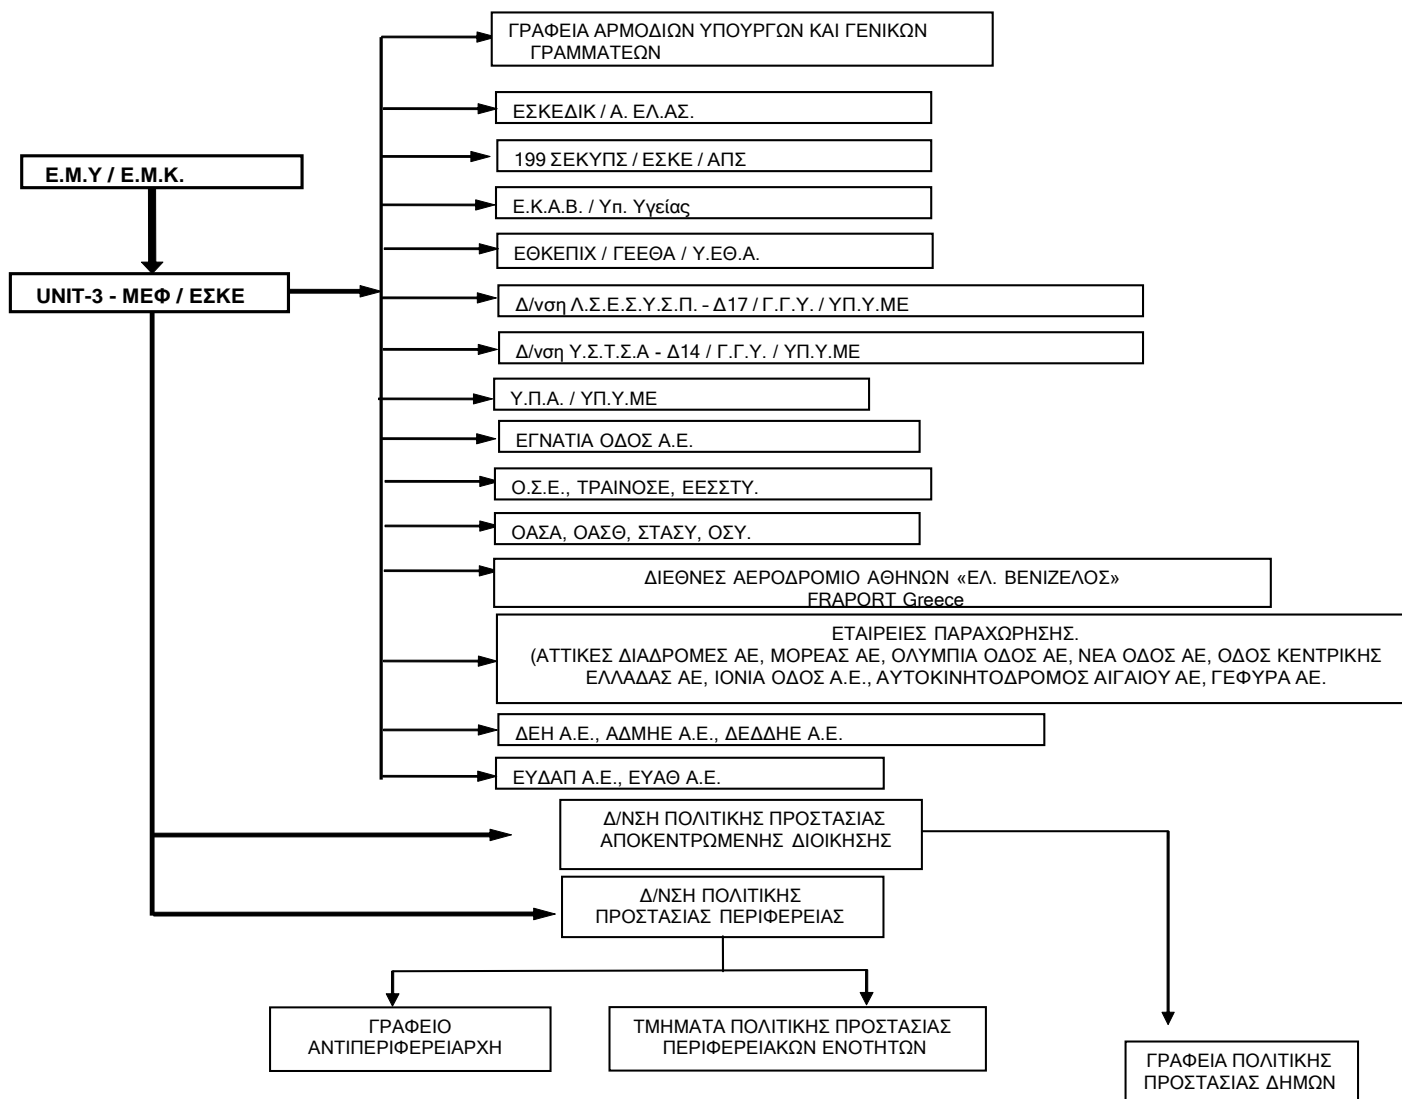 ΓΡΑΦΕΙΑ ΑΡΜΟΔΙΩΝ ΥΠΟΥΡΓΩΝ ΚΑΙ ΓΕΝΙΚΩΝ
ΓΡΑΜΜΑΤΕΩΝ
ΕΣΚΕΔΙΚ / Α. ΕΛ.ΑΣ.
199 ΣΕΚΥΠΣ / ΕΣΚΕ / ΑΠΣ
Ε.Μ.Υ / Ε.Μ.Κ.
Ε.Κ.Α.Β. / Υπ. Υγείας
ΕΘΚΕΠΙΧ / ΓΕΕΘΑ / Υ.ΕΘ.Α.
UNIT-3 - ΜΕΦ / ΕΣΚΕ
Δ/νση Λ.Σ.Ε.Σ.Υ.Σ.Π. – Δ17 / Γ.Γ.Υ. / ΥΠ.Υ.ΜΕ
Δ/νση Υ.Σ.Τ.Σ.Α - Δ14 / Γ.Γ.Υ. / ΥΠ.Υ.ΜΕ
Υ.Π.Α. / ΥΠ.Υ.ΜΕ
ΕΓΝΑΤΙΑ ΟΔΟΣ Α.Ε.
Ο.Σ.Ε., ΤΡΑΙΝΟΣΕ, ΕΕΣΣΤΥ.
ΟΑΣΑ, ΟΑΣΘ, ΣΤΑΣΥ, ΟΣΥ.
ΔΙΕΘΝΕΣ ΑΕΡΟΔΡΟΜΙΟ ΑΘΗΝΩΝ «ΕΛ. ΒΕΝΙΖΕΛΟΣ»
FRAPORT Greece
ΕΤΑΙΡΕΙΕΣ ΠΑΡΑΧΩΡΗΣΗΣ.
(ΑΤΤΙΚΕΣ ΔΙΑΔΡΟΜΕΣ ΑΕ, ΜΟΡΕΑΣ ΑΕ, ΟΛΥΜΠΙΑ ΟΔΟΣ ΑΕ, ΝΕΑ ΟΔΟΣ ΑΕ, ΟΔΟΣ ΚΕΝΤΡΙΚΗΣ
ΕΛΛΑΔΑΣ ΑΕ, ΙΟΝΙΑ ΟΔΟΣ Α.Ε., ΑΥΤΟΚΙΝΗΤΟΔΡΟΜΟΣ ΑΙΓΑΙΟΥ ΑΕ, ΓΕΦΥΡΑ ΑΕ.
ΔΕΗ Α.Ε., ΑΔΜΗΕ Α.Ε., ΔΕΔΔΗΕ Α.Ε.
ΕΥΔΑΠ Α.Ε., ΕΥΑΘ Α.Ε.
Δ/ΝΣΗ ΠΟΛΙΤΙΚΗΣ ΠΡΟΣΤΑΣΙΑΣ
ΑΠΟΚΕΝΤΡΩΜΕΝΗΣ ΔΙΟΙΚΗΣΗΣ
Δ/ΝΣΗ ΠΟΛΙΤΙΚΗΣ
ΠΡΟΣΤΑΣΙΑΣ ΠΕΡΙΦΕΡΕΙΑΣ
ΓΡΑΦΕΙΟ
ΑΝΤΙΠΕΡΙΦΕΡΕΙΑΡΧΗ
ΤΜΗΜΑΤΑ ΠΟΛΙΤΙΚΗΣ ΠΡΟΣΤΑΣΙΑΣ
ΠΕΡΙΦΕΡΕΙΑΚΩΝ ΕΝΟΤΗΤΩΝ
ΓΡΑΦΕΙΑ ΠΟΛΙΤΙΚΗΣ
ΠΡΟΣΤΑΣΙΑΣ ΔΗΜΩΝ